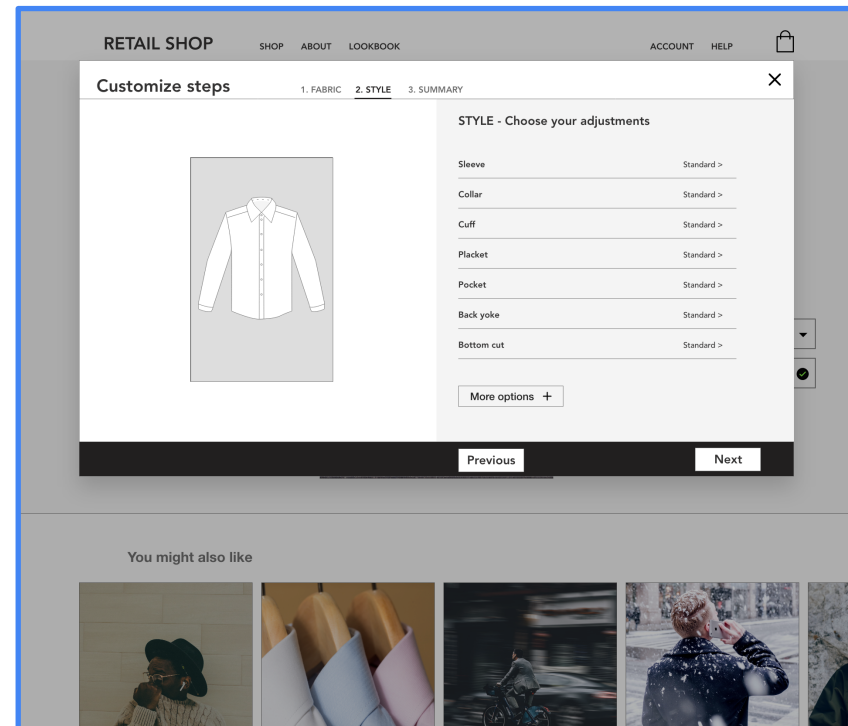 RETAIL SHOP SHOP ABOUT LOOKBOOK ACCOUNT HELP
Customize steps 1. FABRIC 2. STYLE 3. SUMMARY
STYLE - Choose your adjustments
Sleeve Standard >
Collar Standard >
Cuff Standard >
Placket Standard >
Pocket Standard >
Back yoke Standard >
Bottom cut Standard >
More options +
Previous Next
You might also like